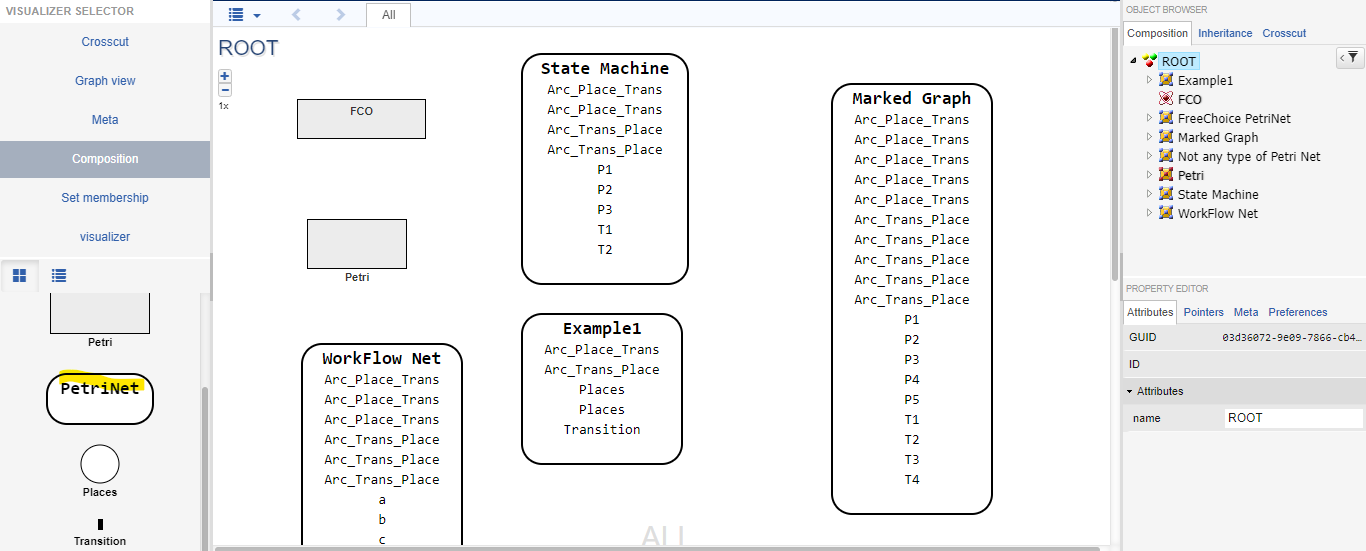 VISUALIZER SELECTOR
Crosscut
Graph view
Meta
Composition
Set membership
visualizer
Petri
PetriNet
Places
Transition
All
ROOT
1x
FCO
Petri
State Machine
Arc_Place_Trans
Arc_Place_Trans
Arc_Trans_Place
Arc_Trans_Place
P1
P2
P3
T1
T2
Example1
Arc_Place_Trans
Arc_Trans_Place
Places
Places
Transition
WorkFlow Net
Arc_Place_Trans
Arc_Place_Trans
Arc_Place_Trans
Arc_Trans_Place
Arc_Trans_Place
Arc_Trans_Place
a
b
c
Marked Graph
Arc_Place_Trans
Arc_Place_Trans
Arc_Place_Trans
Arc_Place_Trans
Arc_Place_Trans
Arc_Trans_Place
Arc_Trans_Place
Arc_Trans_Place
Arc_Trans_Place
Arc_Trans_Place
P1
P2
P3
P4
P5
T1
T2
T3
T4
ALL
OBJECT BROWSER
Composition Inheritance Crosscut
ROOT
Example1
FCO
FreeChoice PetriNet
Marked Graph
Not any type of Petri Net
Petri
State Machine
WorkFlow Net
PROPERTY EDITOR
Attributes Pointers Meta Preferences
GUID 03d36072-9e09-7866-cb4...
ID
Attributes
name ROOT